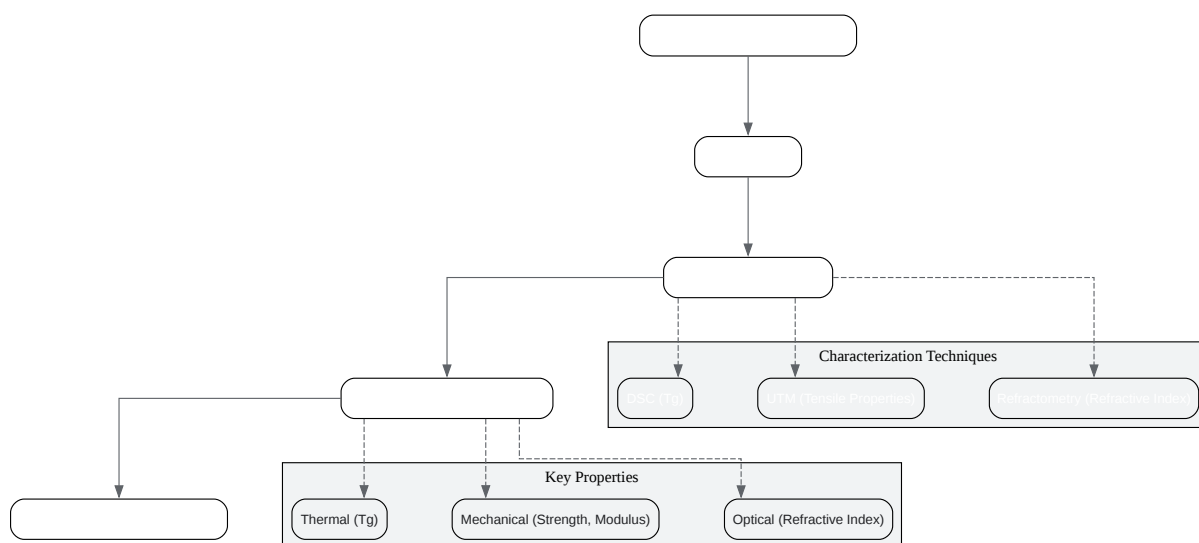 Characterization Techniques
DSC (Tg)
UTM (Tensile Properties)
Refractometry (Refractive Index)
Key Properties
Thermal (Tg)
Mechanical (Strength, Modulus)
Optical (Refractive Index)